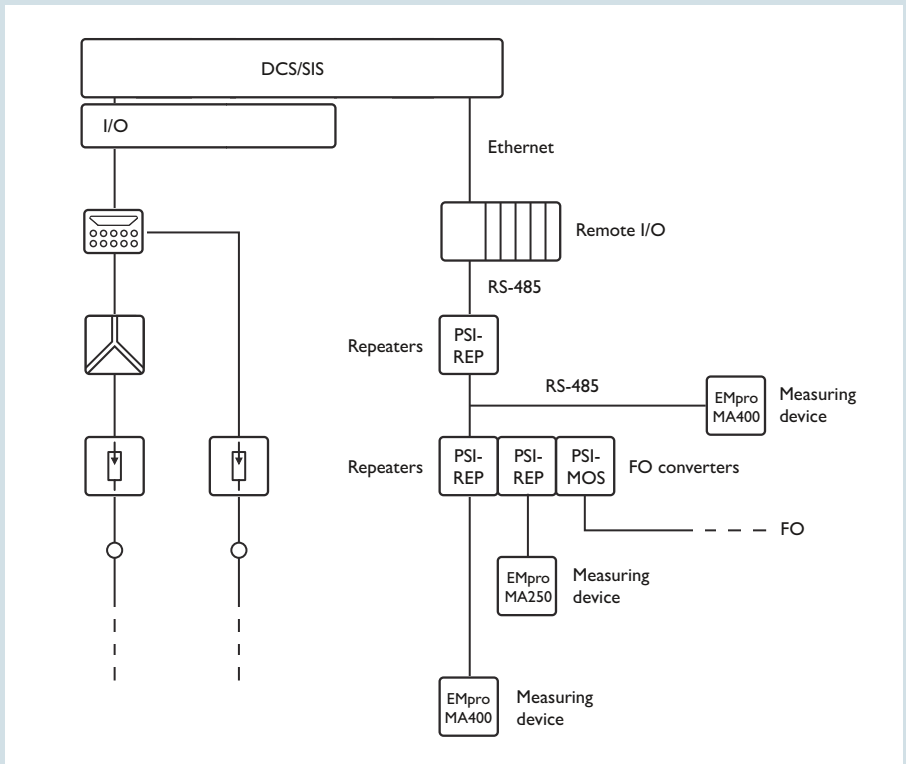 DCS/SIS
I/O
Ethernet
Remote I/O
RS-485
Repeaters
PSI-
REP
RS-485
EMpro
MA400
Measuring
device
Repeaters
PSI-
REP
PSI-
REP
PSI-
MOS
FO converters
FO
EMpro
MA250
Measuring
device
EMpro
MA400
Measuring
device